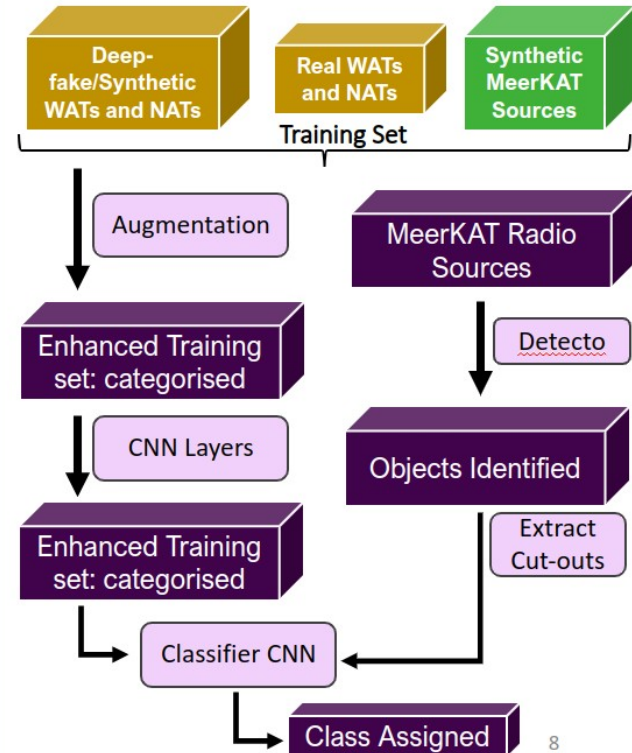 Deep-
fake/Synthetic
WATs and NATs
Real WATs
and NATs
Synthetic
MeerKAT
Sources
Training Set
Augmentation
MeerKAT Radio
Sources
Enhanced Training
set: categorised
Detecto
CNN Layers
Objects Identified
Enhanced Training
set: categorised
Extract
Cut-outs
Classifier CNN
Class Assigned
8